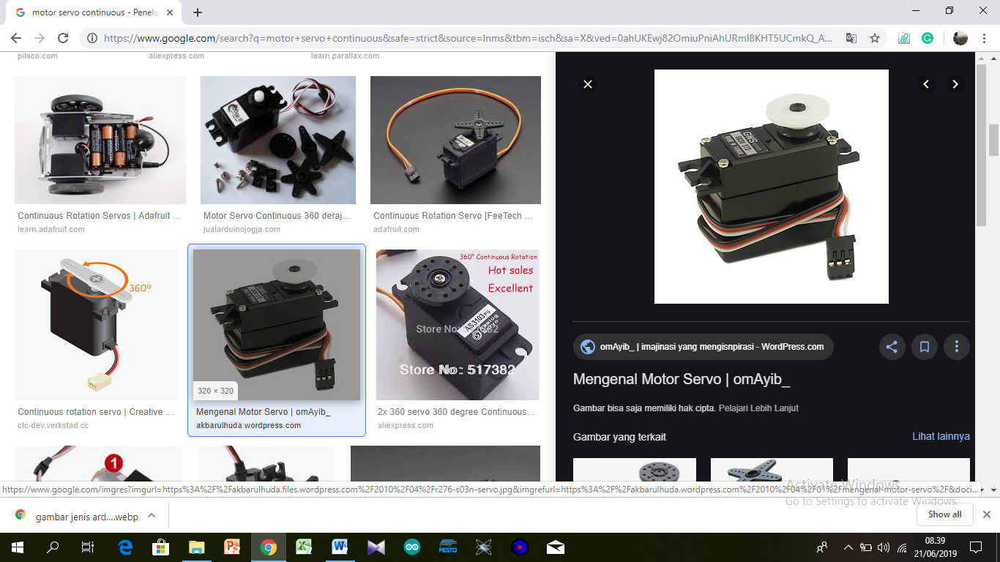 motor servo continuous - Penelu
https://www.google.com/search?q=motor+servo+continuous&safe=strict&source=lnms&tbm=isch&sa=X&ved=0ahUKEwj82OmiuPniAhURmI8KHT5UCmkQ_A...
pitsco.com
aliexpress.com
learn.parallax.com
Continuous Rotation Servos | Adafruit ...
learn.adafruit.com
Motor Servo Continuous 360 deraj...
jualarduinojogja.com
Continuous Rotation Servo [FeeTech ...
adafruit.com
360º
Continuous rotation servo | Creative ...
ctc-dev.verkstad.cc
320 × 320
Mengenal Motor Servo | omAyib_
akbarulhuda.wordpress.com
360° Continuous Rotation
Hot sales
Excellent
AS3103PG
Analog
Servo
Store No.: 517382
2x 360 servo 360 degree Continuous...
aliexpress.com
1
GWS servo
omAyib_ | imajinasi yang mengisnpirasi - WordPress.com
Mengenal Motor Servo | omAyib_
Gambar bisa saja memiliki hak cipta. Pelajari Lebih Lanjut
Gambar yang terkait
Lihat lainnya
Activate Windows
Go to Settings to activate Windows.
https://www.google.com/imgres?imgurl=https%3A%2F%2Fakbarulhuda.files.wordpress.com%2F2010%2F04%2Fr276-s03n-servo.jpg&imgrefurl=https%3A%2F%2Fakbarulhuda.wordpress.com%2F2010%2F04%2F01%2Fmengenal-motor-servo%2F&doci...
gambar jenis ard....webp
Show all
FESTO
08.39
21/06/2019